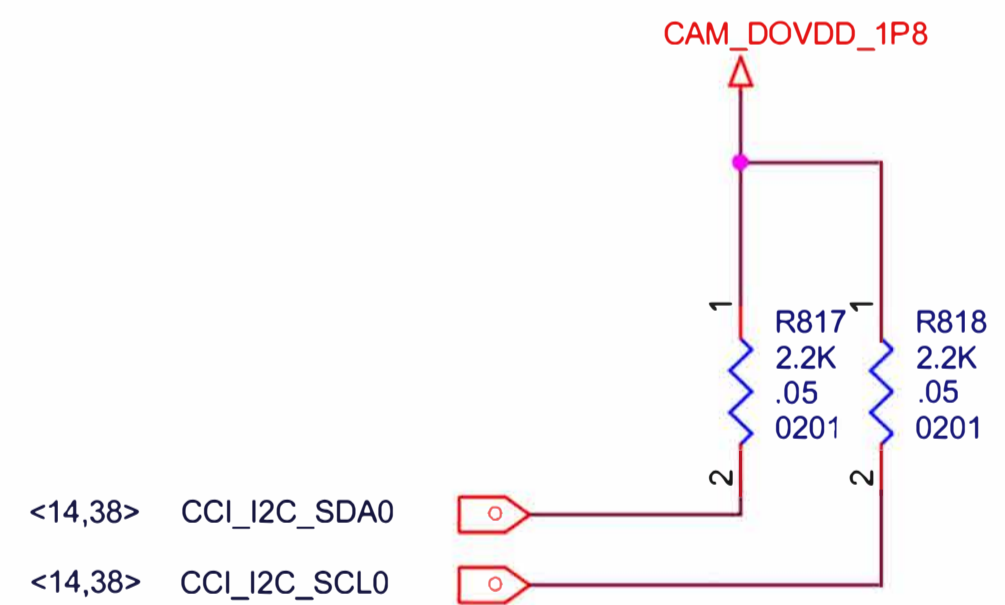 CAM_DOVDD_1P8
1
1
R817
2.2K
.05
0201
R818
2.2K
.05
0201
2
2
<14,38> CCI_I2C_SDA0
<14,38> CCI_I2C_SCL0